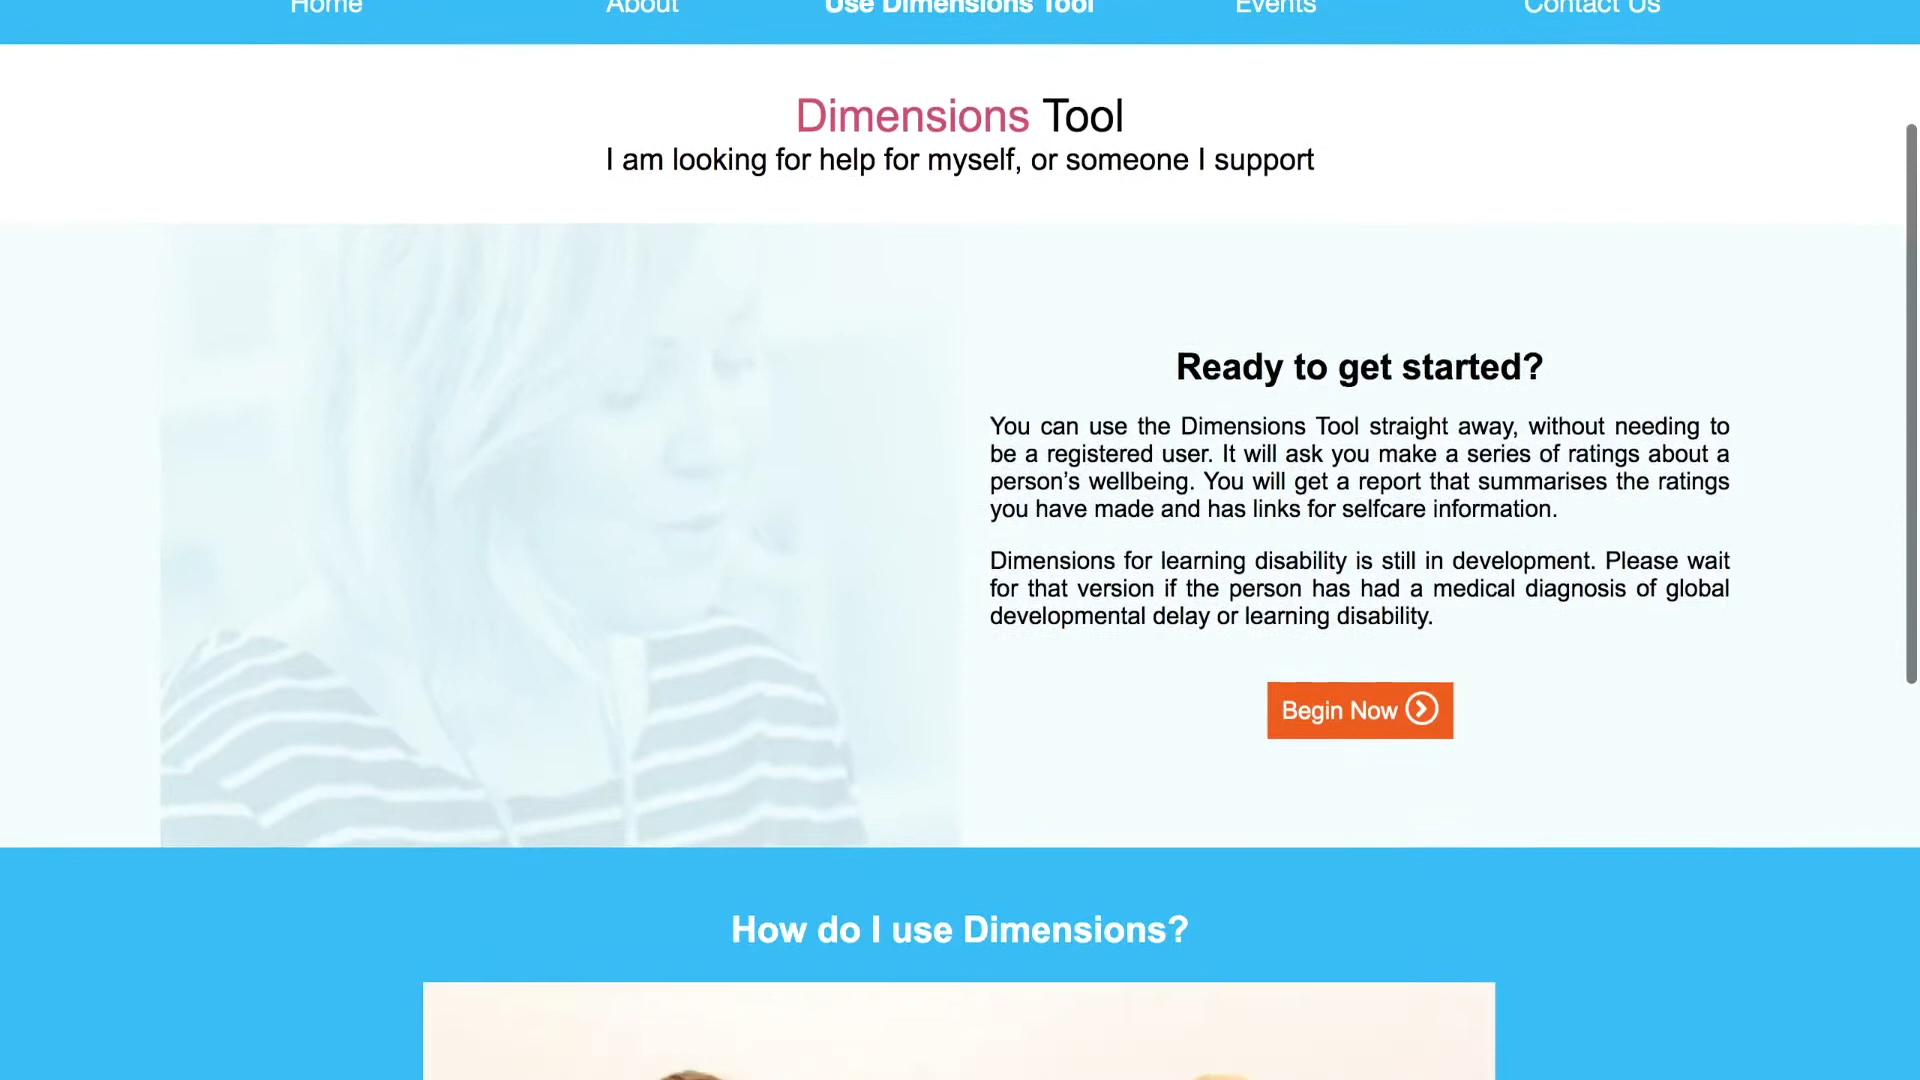 Home About Use Dimensions Tool Events Contact Us
Dimensions Tool
I am looking for help for myself, or someone I support
Ready to get started?
You can use the Dimensions Tool straight away, without needing to
be a registered user. It will ask you make a series of ratings about a
person’s wellbeing. You will get a report that summarises the ratings
you have made and has links for selfcare information.
Dimensions for learning disability is still in development. Please wait
for that version if the person has had a medical diagnosis of global
developmental delay or learning disability.
Begin Now
How do I use Dimensions?